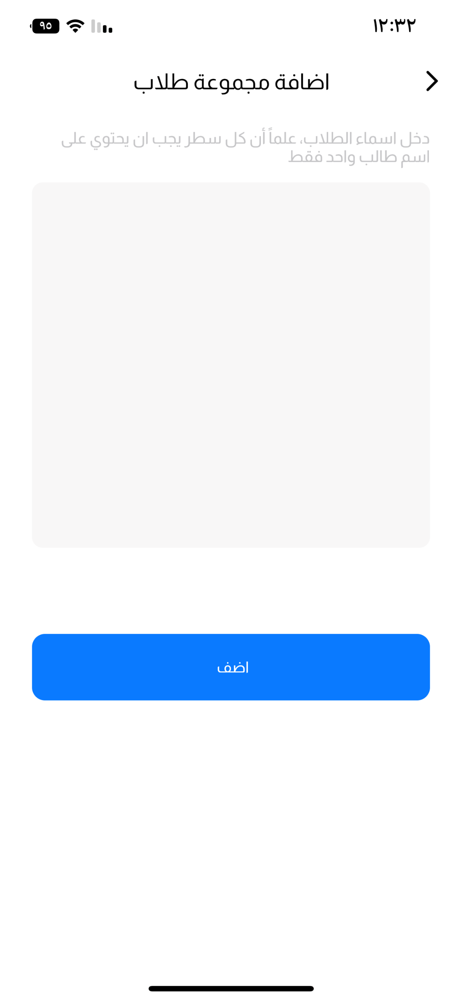 ١٢:٣٢
٩٥
اضافة مجموعة طلاب
دخل اسماء الطلاب، علماً أن كل سطر يجب ان يحتوي على
اسم طالب واحد فقط
اضف